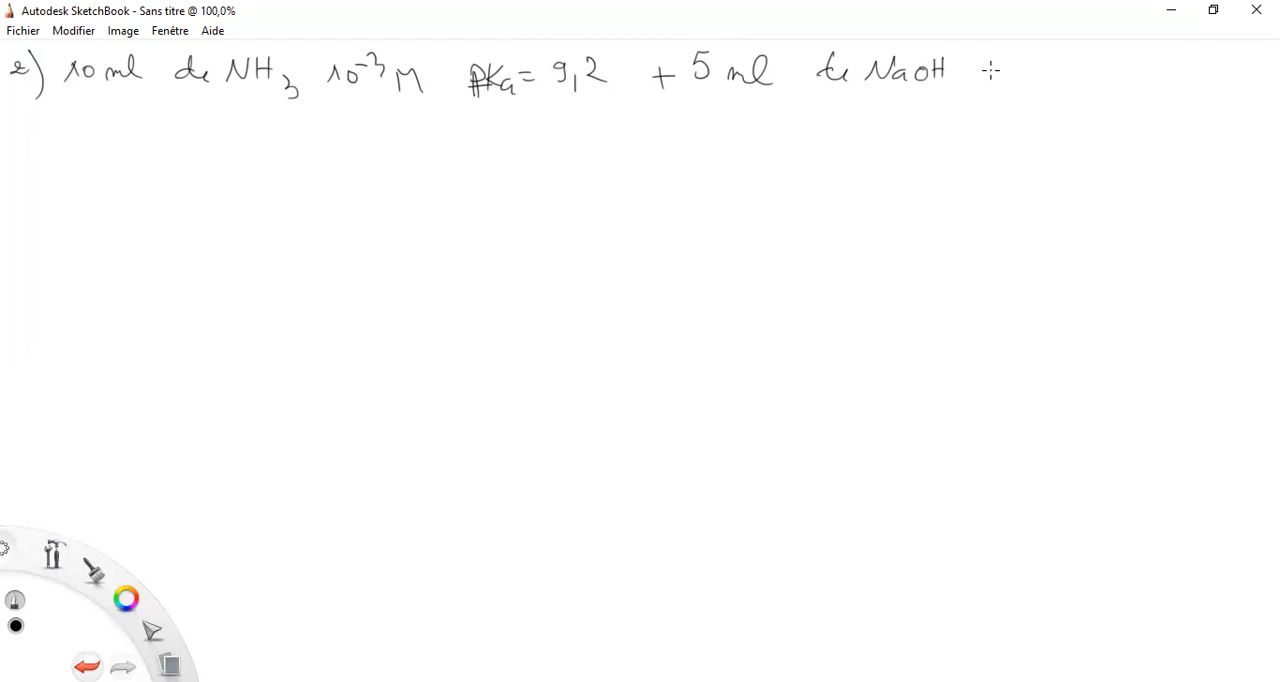 Autodesk SketchBook - Sans titre @ 100,0%
Fichier Modifier Image Fenêtre Aide
e) 10 ml de NH3 10⁻³ M PKa = 9,2 + 5 ml de NaOH